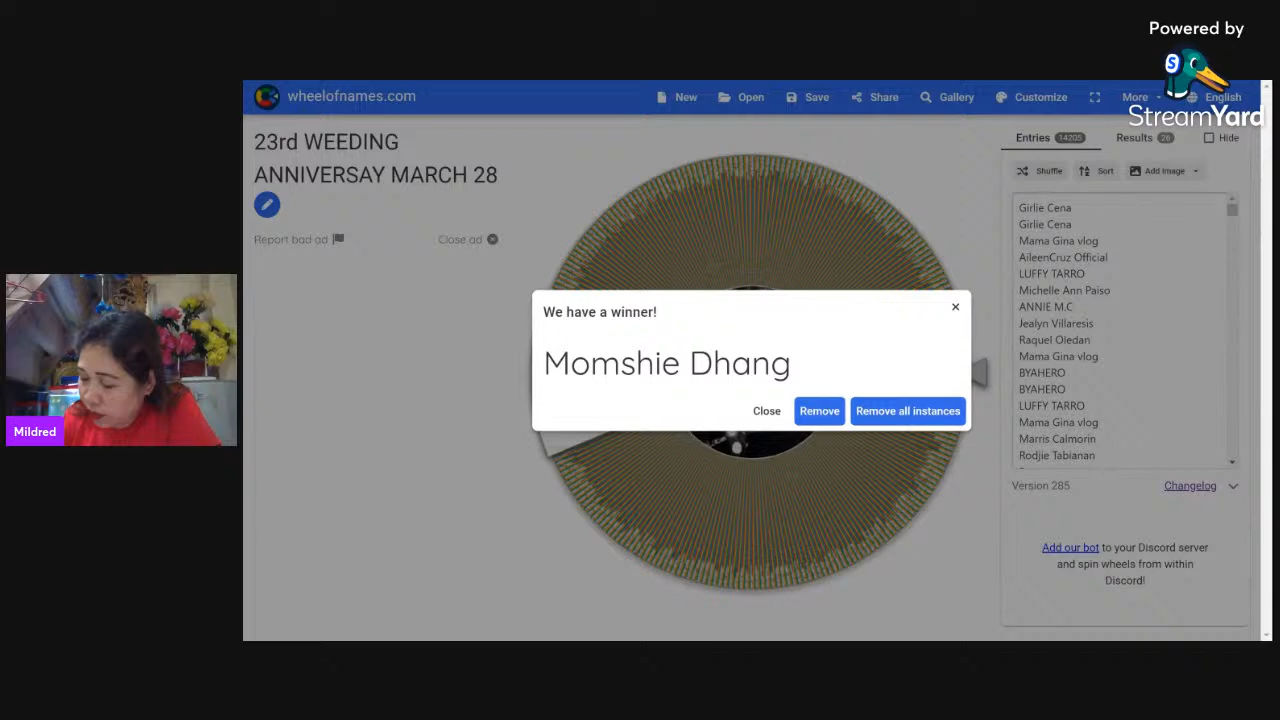 Powered by
StreamYard
wheelofnames.com
New
Open
Save
Share
Gallery
Customize
More
English
23rd WEEDING
ANNIVERSAY MARCH 28
Report bad ad
Close ad
Entries 14205
Results 26
Hide
Shuffle
Sort
Add Image
Girlie Cena
Girlie Cena
Mama Gina vlog
AileenCruz Official
LUFFY TARRO
Michelle Ann Paiso
ANNIE M.C
Jealyn Villaresis
Raquel Oledan
Mama Gina vlog
BYAHERO
BYAHERO
LUFFY TARRO
Mama Gina vlog
Marris Calmorin
Rodjie Tabianan
We have a winner!
Momshie Dhang
Close
Remove
Remove all instances
Version 285
Changelog
Add our bot to your Discord server
and spin wheels from within
Discord!
Mildred